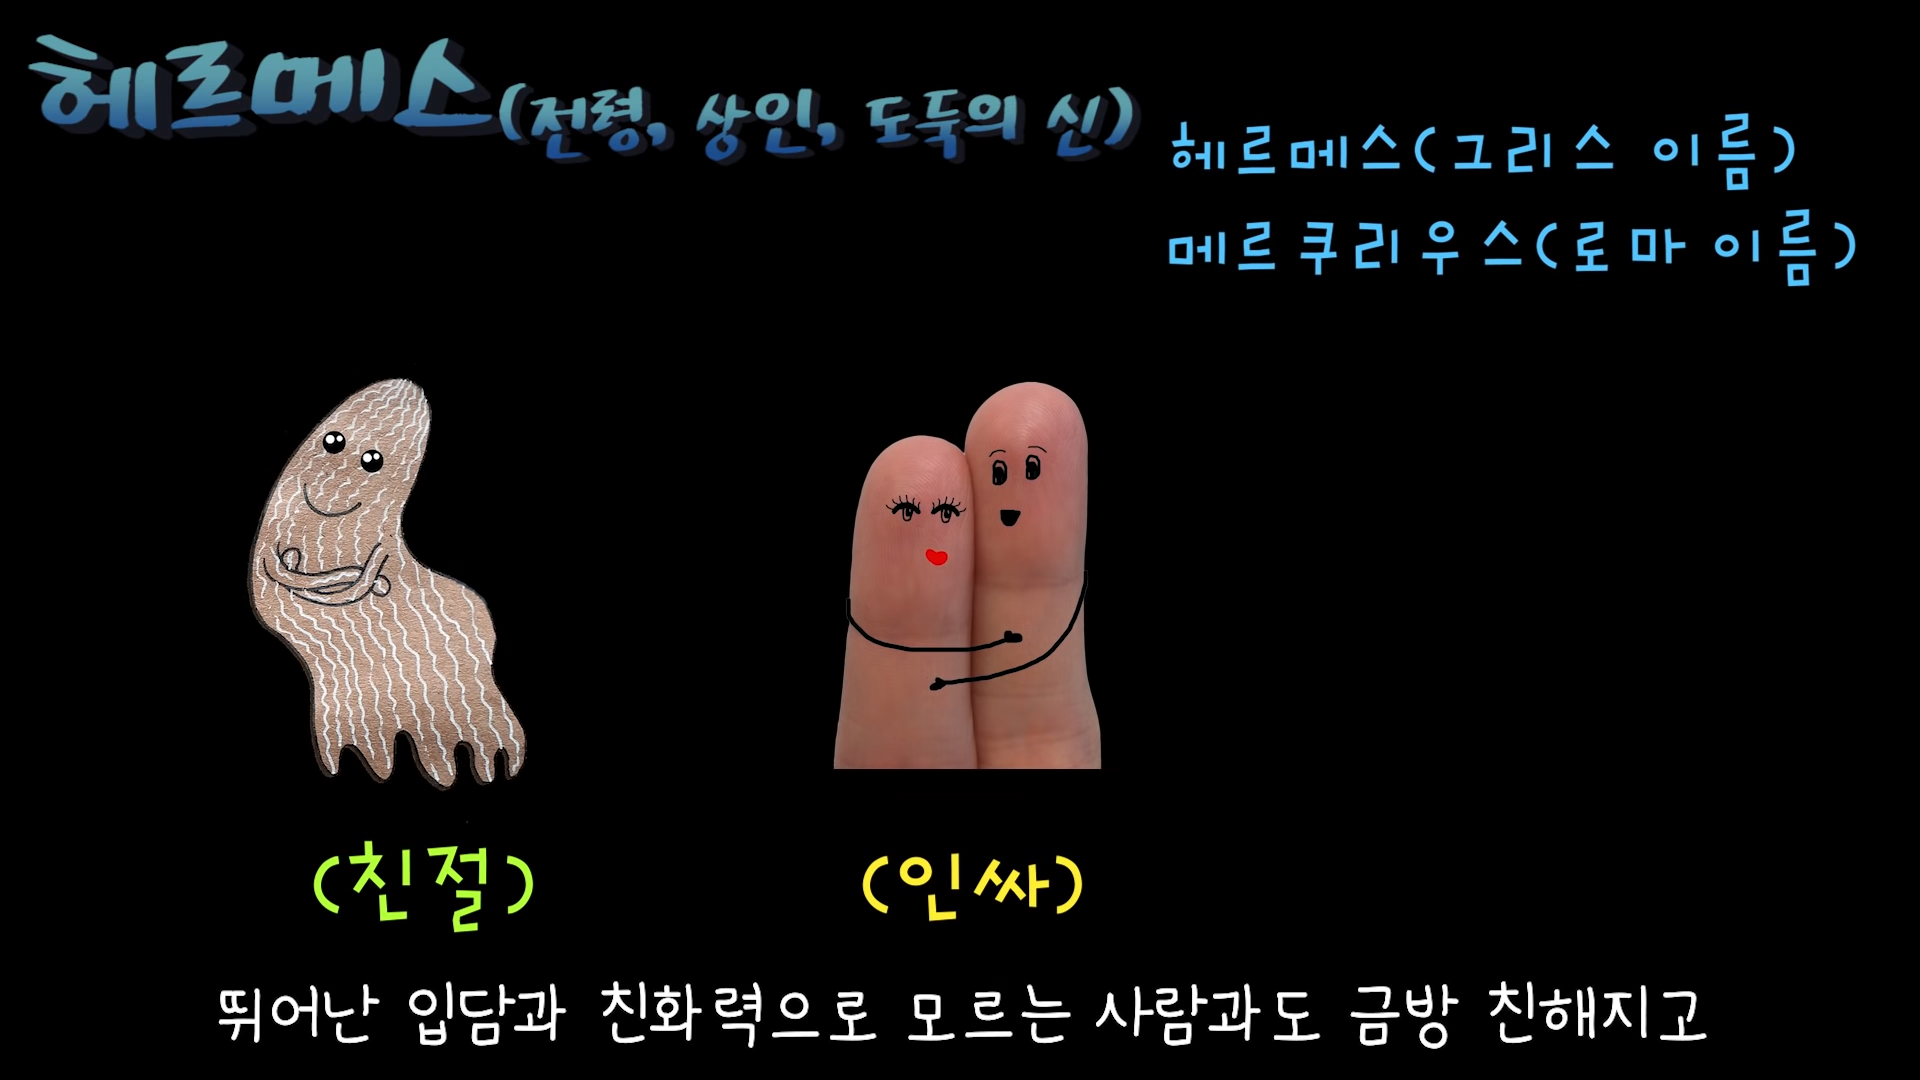 헤르메스(전령, 상인, 도둑의 신)
헤르메스(그리스 이름)
메르쿠리우스(로마 이름)
(친절)
(인싸)
뛰어난 입담과 친화력으로 모르는 사람과도 금방 친해지고